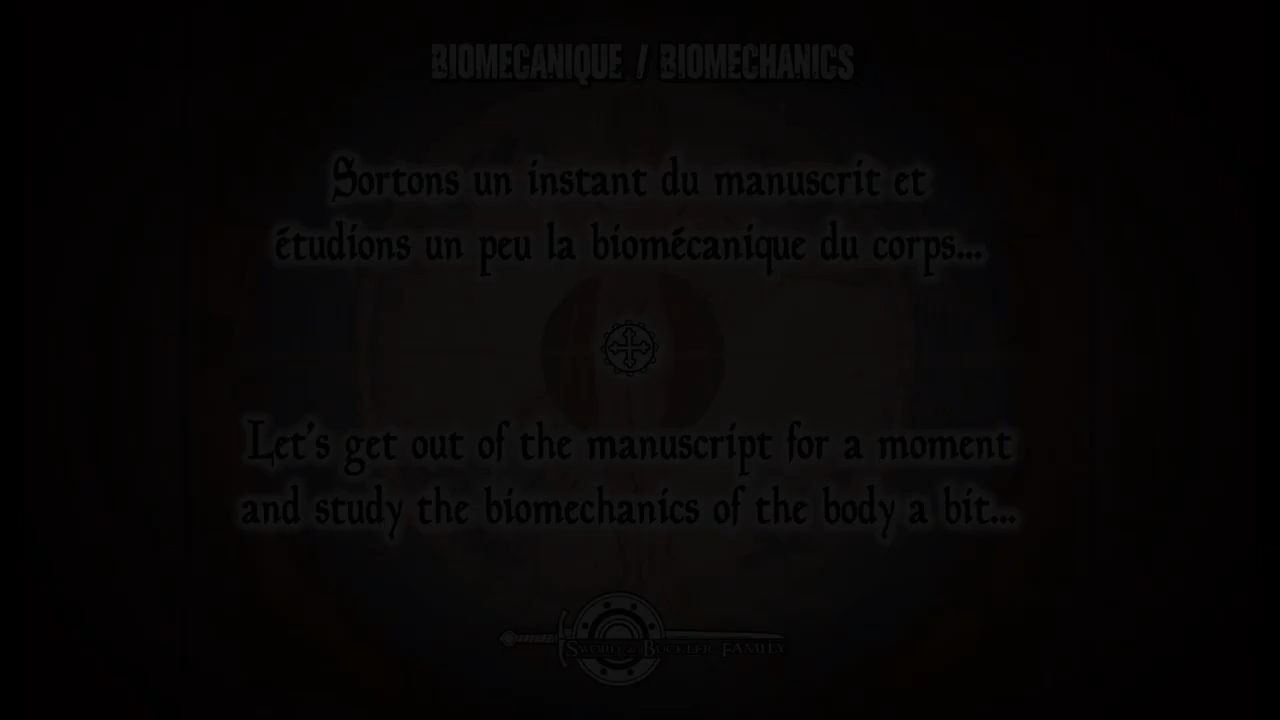 BIOMECANIQUE / BIOMECHANICS
Sortons un instant du manuscrit et
étudions un peu la biomécanique du corps...
Let's get out of the manuscript for a moment
and study the biomechanics of the body a bit...
Sword and Buckler Family